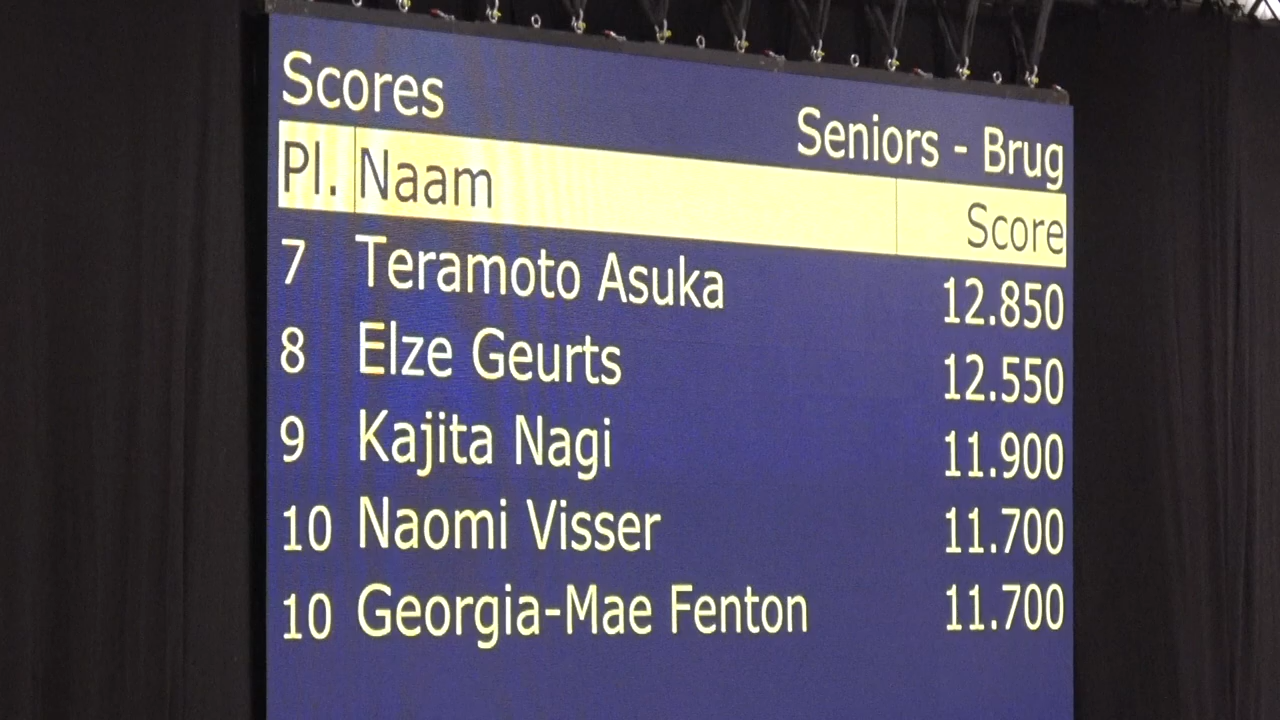 Scores
Seniors - Brug
Pl. Naam Score
7 Teramoto Asuka 12.850
8 Elze Geurts 12.550
9 Kajita Nagi 11.900
10 Naomi Visser 11.700
10 Georgia-Mae Fenton 11.700